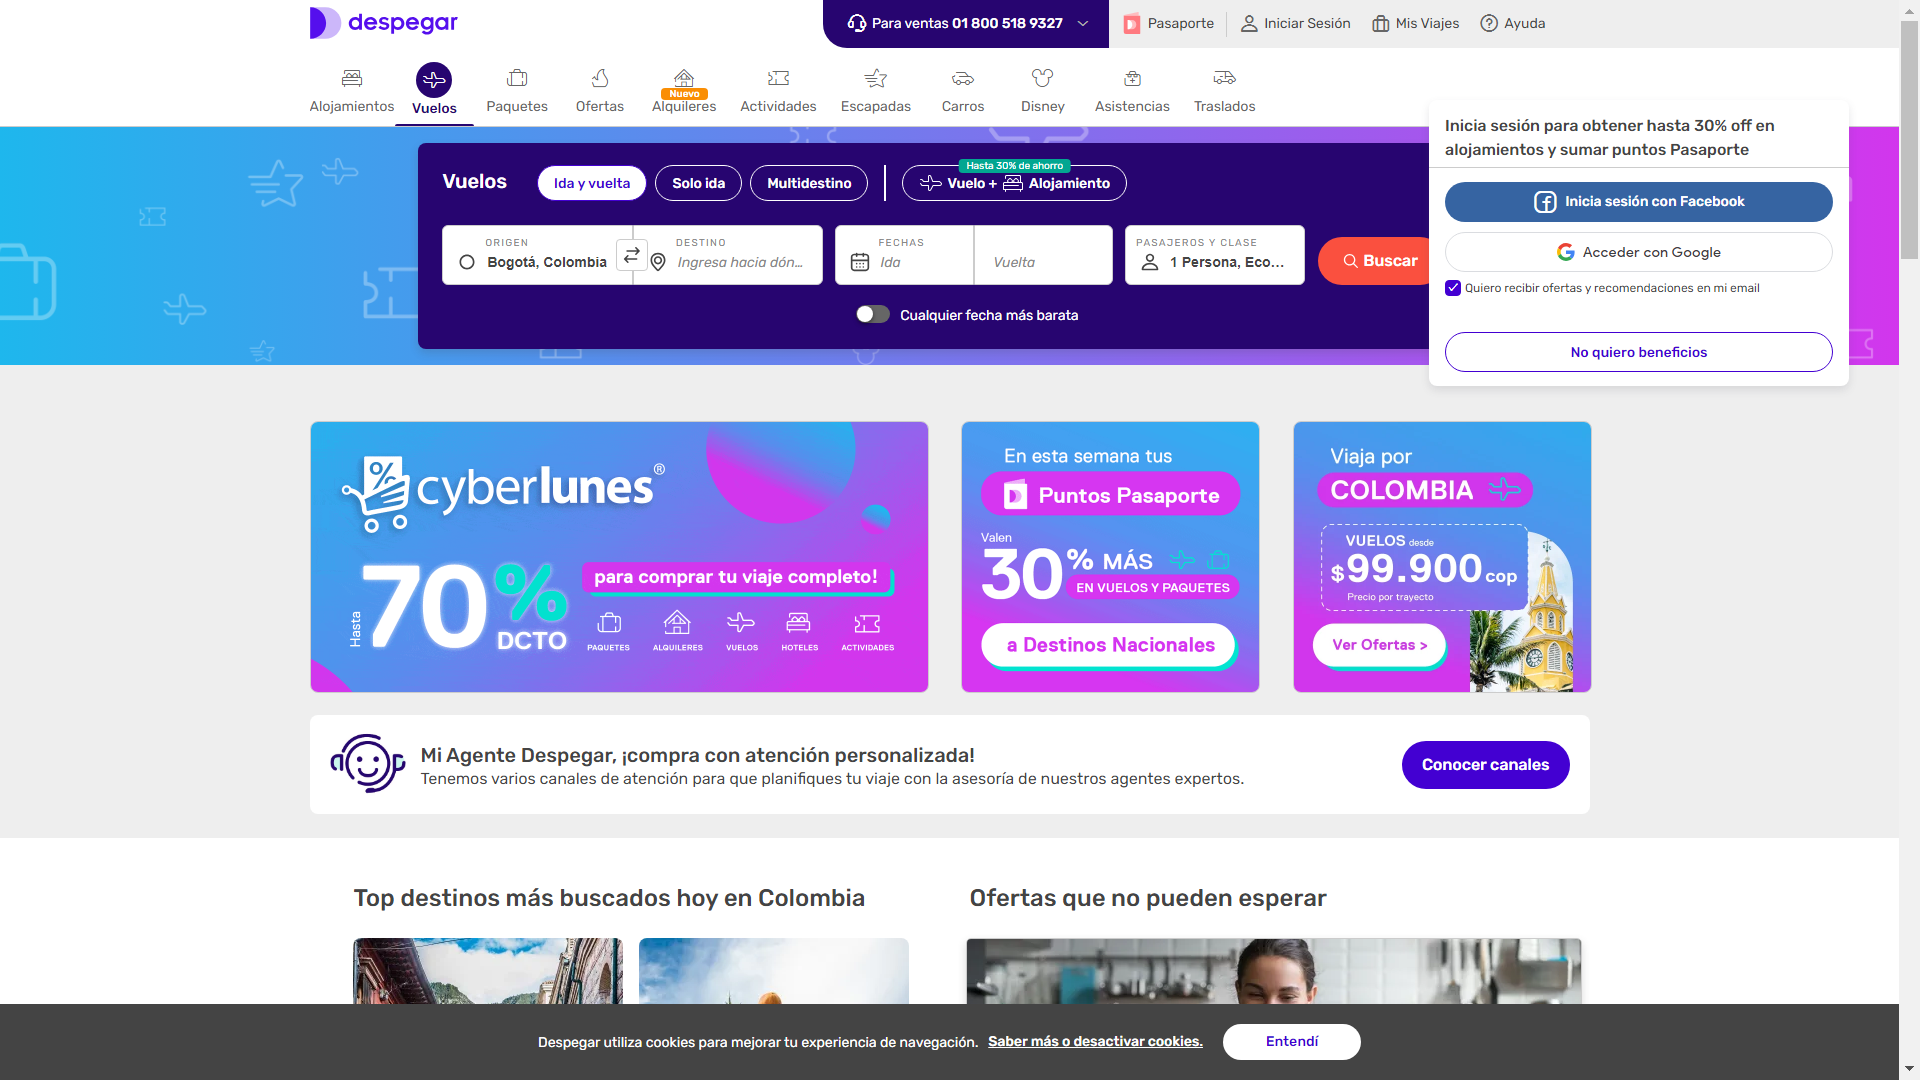 despegar
Para ventas 01 800 518 9327
Pasaporte
Iniciar Sesión
Mis Viajes
Ayuda
Alojamientos
Vuelos
Paquetes
Ofertas
Nuevo
Alquileres
Actividades
Escapadas
Carros
Disney
Asistencias
Traslados
Inicia sesión para obtener hasta 30% off en
alojamientos y sumar puntos Pasaporte
Inicia sesión con Facebook
Acceder con Google
Quiero recibir ofertas y recomendaciones en mi email
No quiero beneficios
Vuelos
Ida y vuelta
Solo ida
Multidestino
Hasta 30% de ahorro
Vuelo + Alojamiento
ORIGEN
Bogotá, Colombia
DESTINO
Ingresa hacia dón...
FECHAS
Ida
Vuelta
PASAJEROS Y CLASE
1 Persona, Eco...
Buscar
Cualquier fecha más barata
cyberlunes®
Hasta
70%
DCTO
para comprar tu viaje completo!
PAQUETES
ALQUILERES
VUELOS
HOTELES
ACTIVIDADES
En esta semana tus
Puntos Pasaporte
Valen
30% MÁS
EN VUELOS Y PAQUETES
a Destinos Nacionales
Viaja por
COLOMBIA
VUELOS desde
$99.900 cop
Precio por trayecto
Ver Ofertas >
Mi Agente Despegar, ¡compra con atención personalizada!
Tenemos varios canales de atención para que planifiques tu viaje con la asesoría de nuestros agentes expertos.
Conocer canales
Top destinos más buscados hoy en Colombia
Ofertas que no pueden esperar
Despegar utiliza cookies para mejorar tu experiencia de navegación. Saber más o desactivar cookies.
Entendí